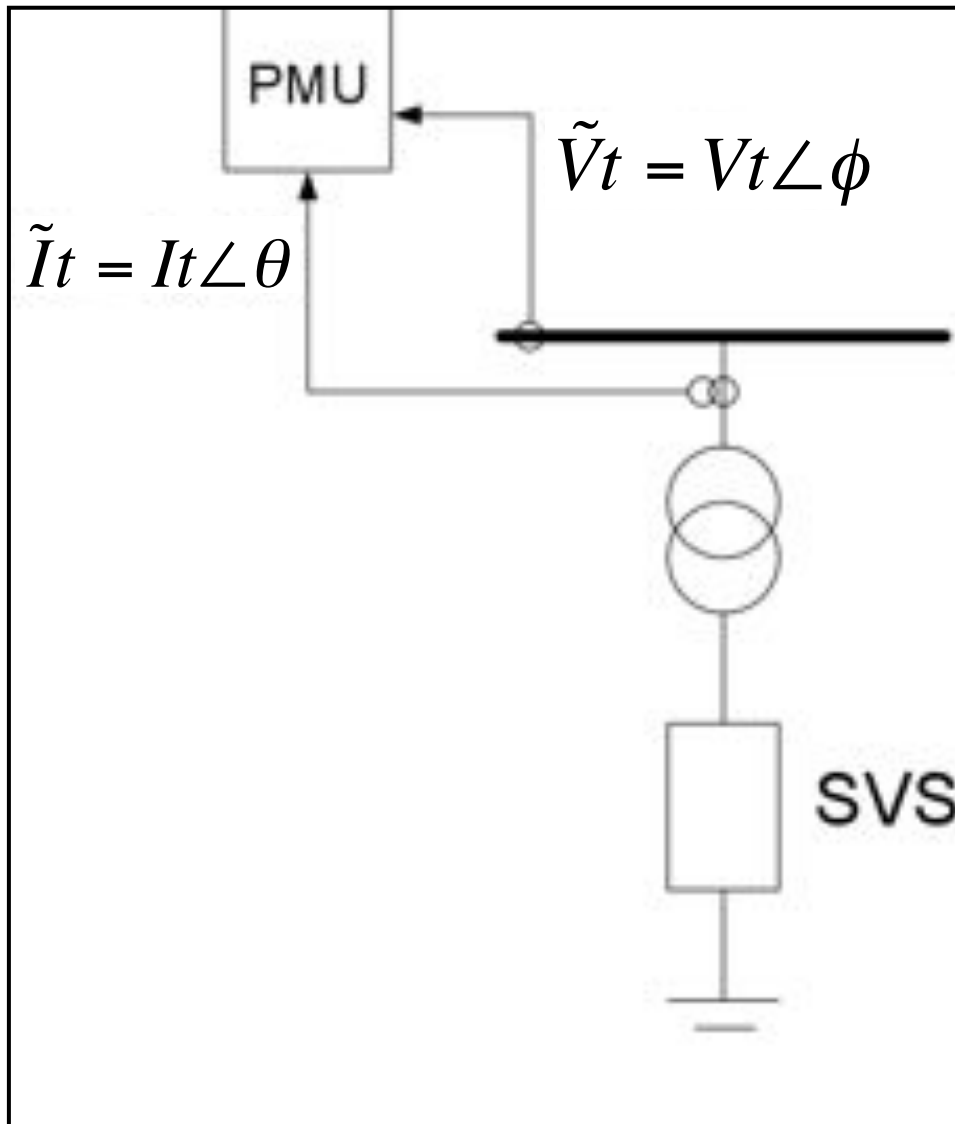 PMU
Ṽt = Vt∠ϕ
Ĩt = It∠θ
SVS